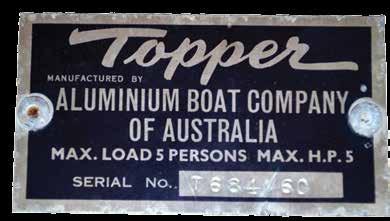 Topper
MANUFACTURED BY
ALUMINIUM BOAT COMPANY
OF AUSTRALIA
MAX. LOAD 5 PERSONS MAX. H.P. 5
SERIAL No.. T684/60